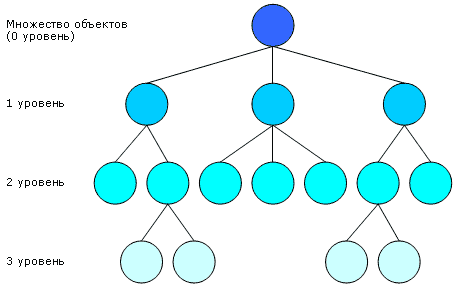 Множество объектов
(0 уровень)
1 уровень
2 уровень
3 уровень